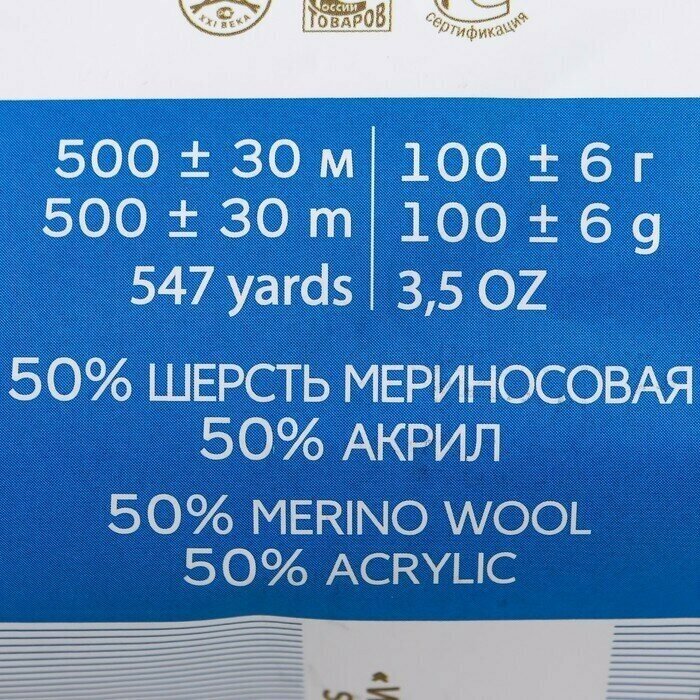 XXI ВЕКА
РОССИИ
ТОВАРОВ
сертификация
500 ± 30 м
100 ± 6 г
500 ± 30 m
100 ± 6 g
547 yards
3,5 OZ
50% ШЕРСТЬ МЕРИНОСОВАЯ
50% АКРИЛ
50% MERINO WOOL
50% ACRYLIC